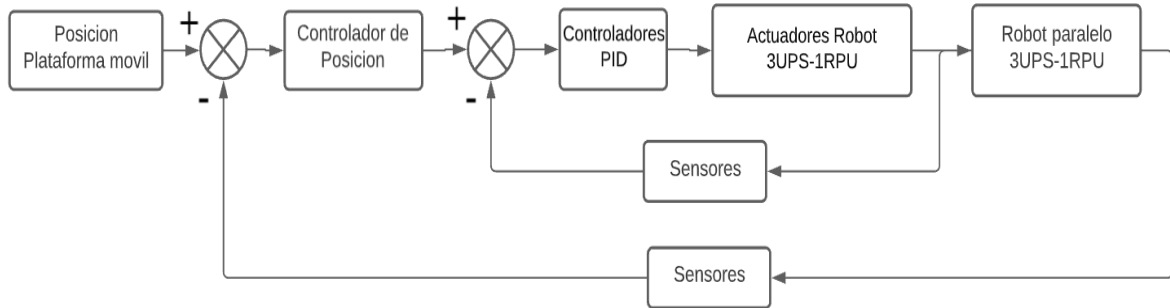 Posicion
Plataforma movil
+
-
Controlador de
Posicion
+
-
Controladores
PID
Actuadores Robot
3UPS-1RPU
Robot paralelo
3UPS-1RPU
Sensores
Sensores